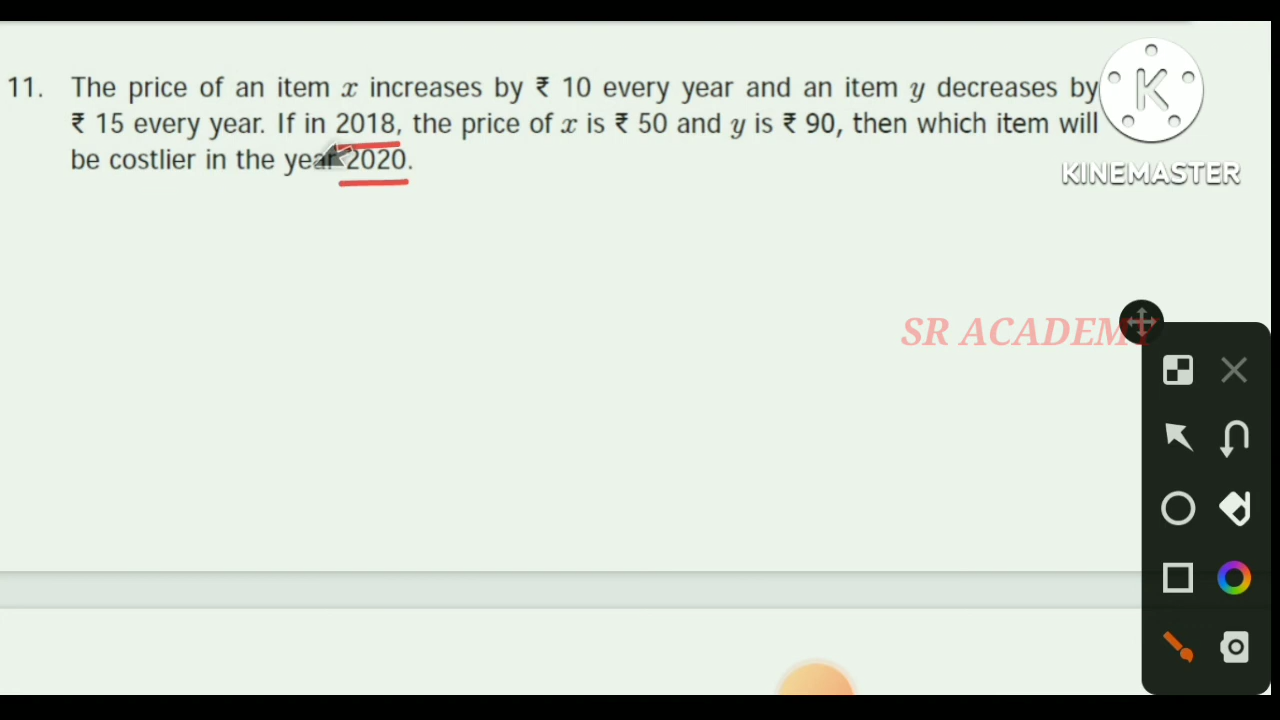 11. The price of an item x increases by ₹ 10 every year and an item y decreases by
₹ 15 every year. If in 2018, the price of x is ₹ 50 and y is ₹ 90, then which item will
be costlier in the year 2020.
K
KINEMASTER
SR ACADEMY